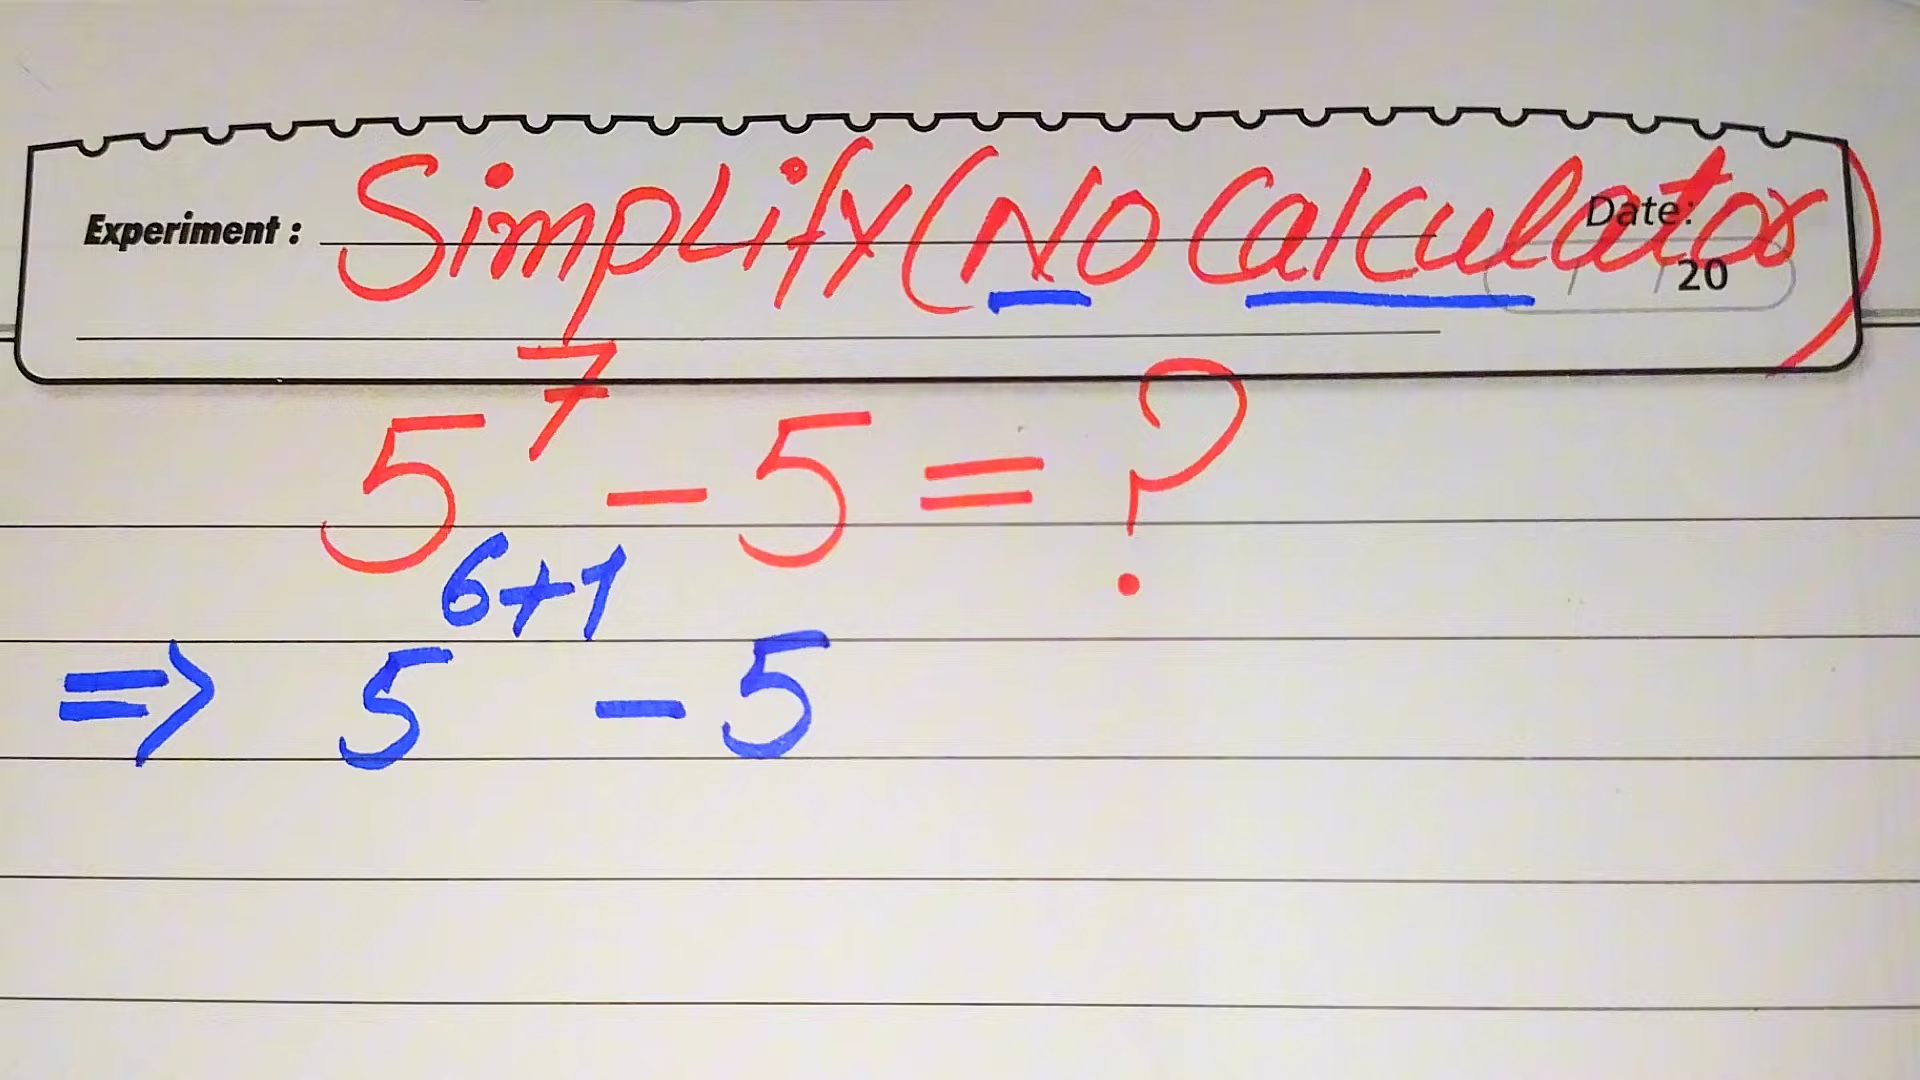 Experiment : Simplify (No Calculator)
Date:
/ / 20
5^7 - 5 = ?
=> 5^6+1 - 5